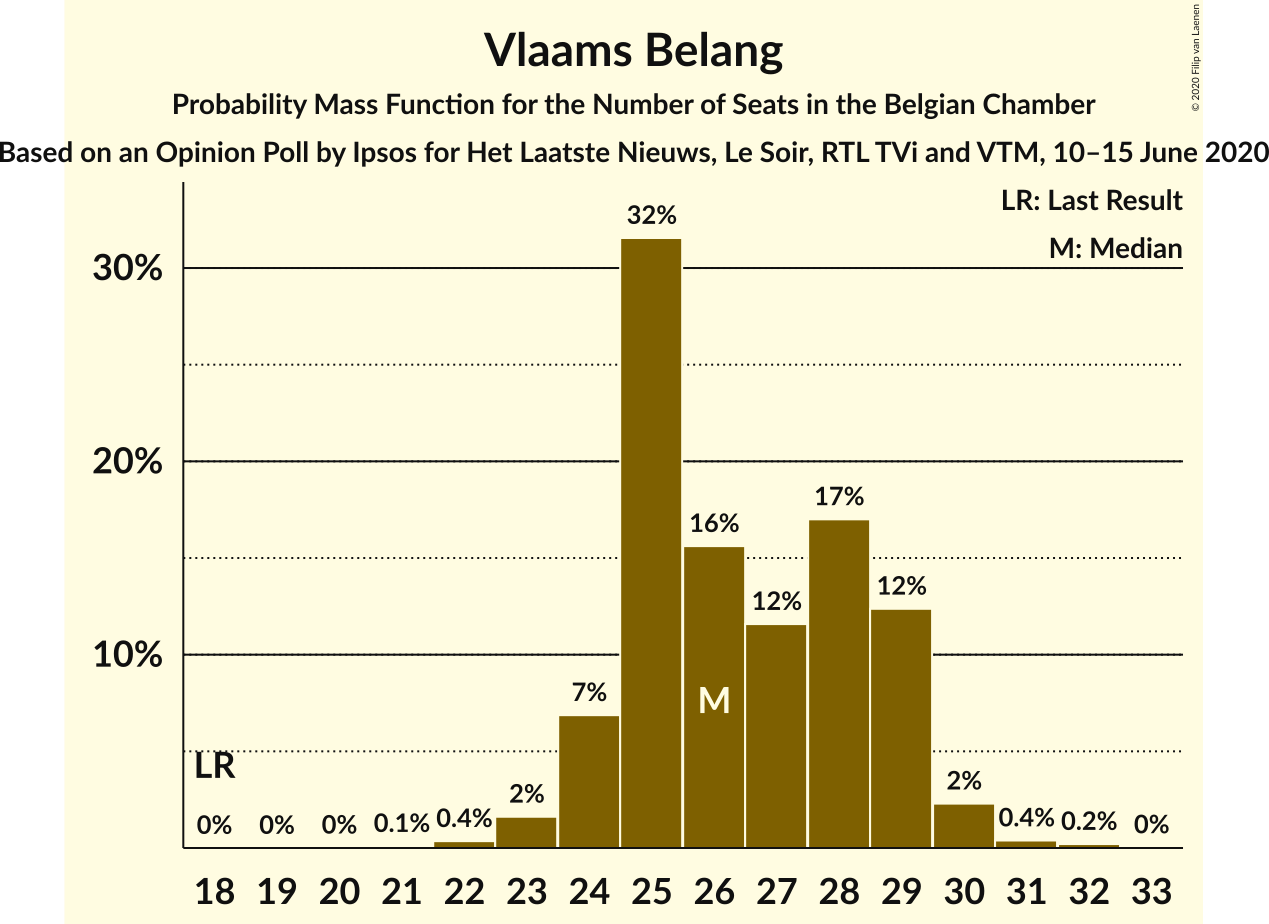 Vlaams Belang
Probability Mass Function for the Number of Seats in the Belgian Chamber
Based on an Opinion Poll by Ipsos for Het Laatste Nieuws, Le Soir, RTL TVi and VTM, 10–15 June 2020
© 2020 Filip van Laenen
LR: Last Result
M: Median
32%
30%
20%
17%
16%
12%
12%
10%
7%
M
LR
2%
2%
0% 0% 0% 0.1% 0.4% 0.4% 0.2% 0%
18 19 20 21 22 23 24 25 26 27 28 29 30 31 32 33